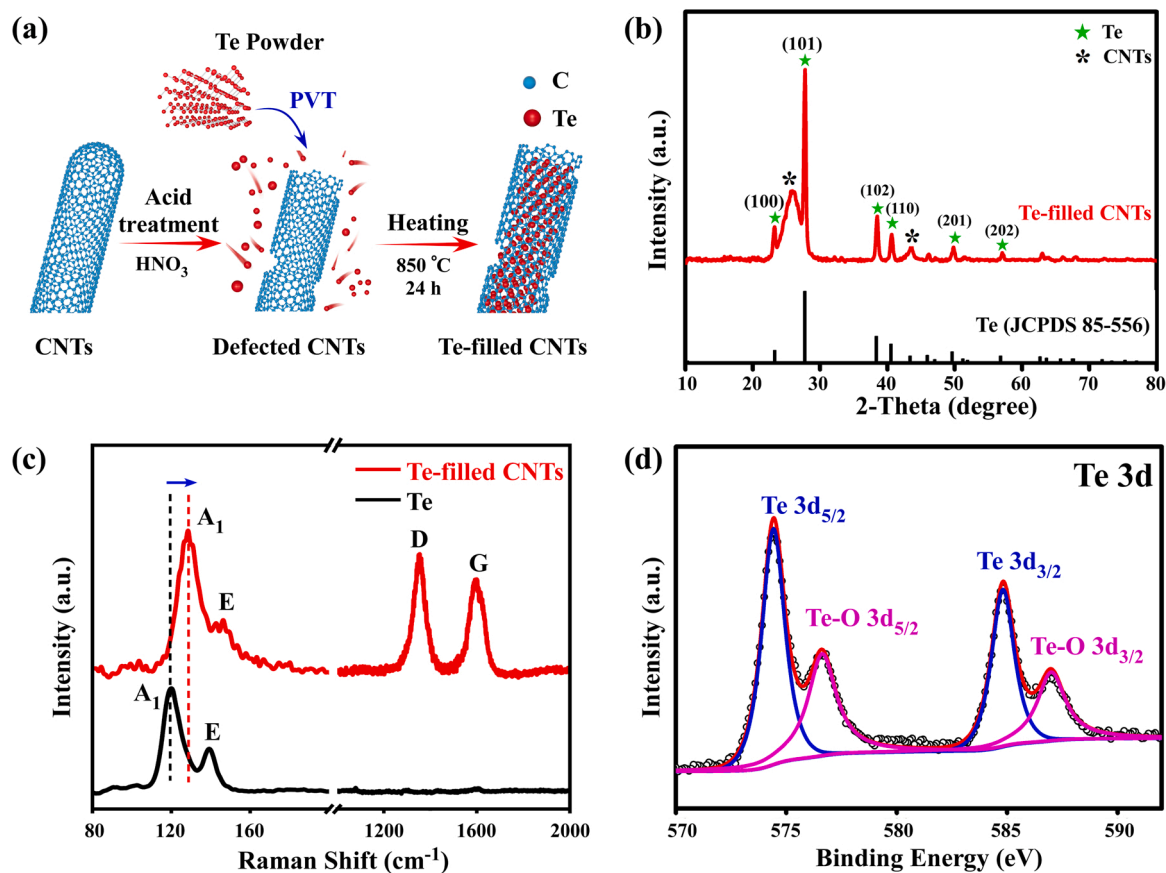 (a)
Te Powder
PVT
C
Te
Acid
treatment
HNO₃
Heating
850 °C
24 h
CNTs
Defected CNTs
Te-filled CNTs
(b)
Intensity (a.u.)
(101)
★ Te
* CNTs
(100)
*
(102)
(110)
*
(201)
(202)
Te-filled CNTs
Te (JCPDS 85-556)
10 20 30 40 50 60 70 80
2-Theta (degree)
(c)
Intensity (a.u.)
Te-filled CNTs
Te
A₁
E
D
G
A₁
E
80 120 160 1200 1600 2000
Raman Shift (cm⁻¹)
(d)
Intensity (a.u.)
Te 3d
Te 3d₅/₂
Te 3d₃/₂
Te-O 3d₅/₂
Te-O 3d₃/₂
570 575 580 585 590
Binding Energy (eV)